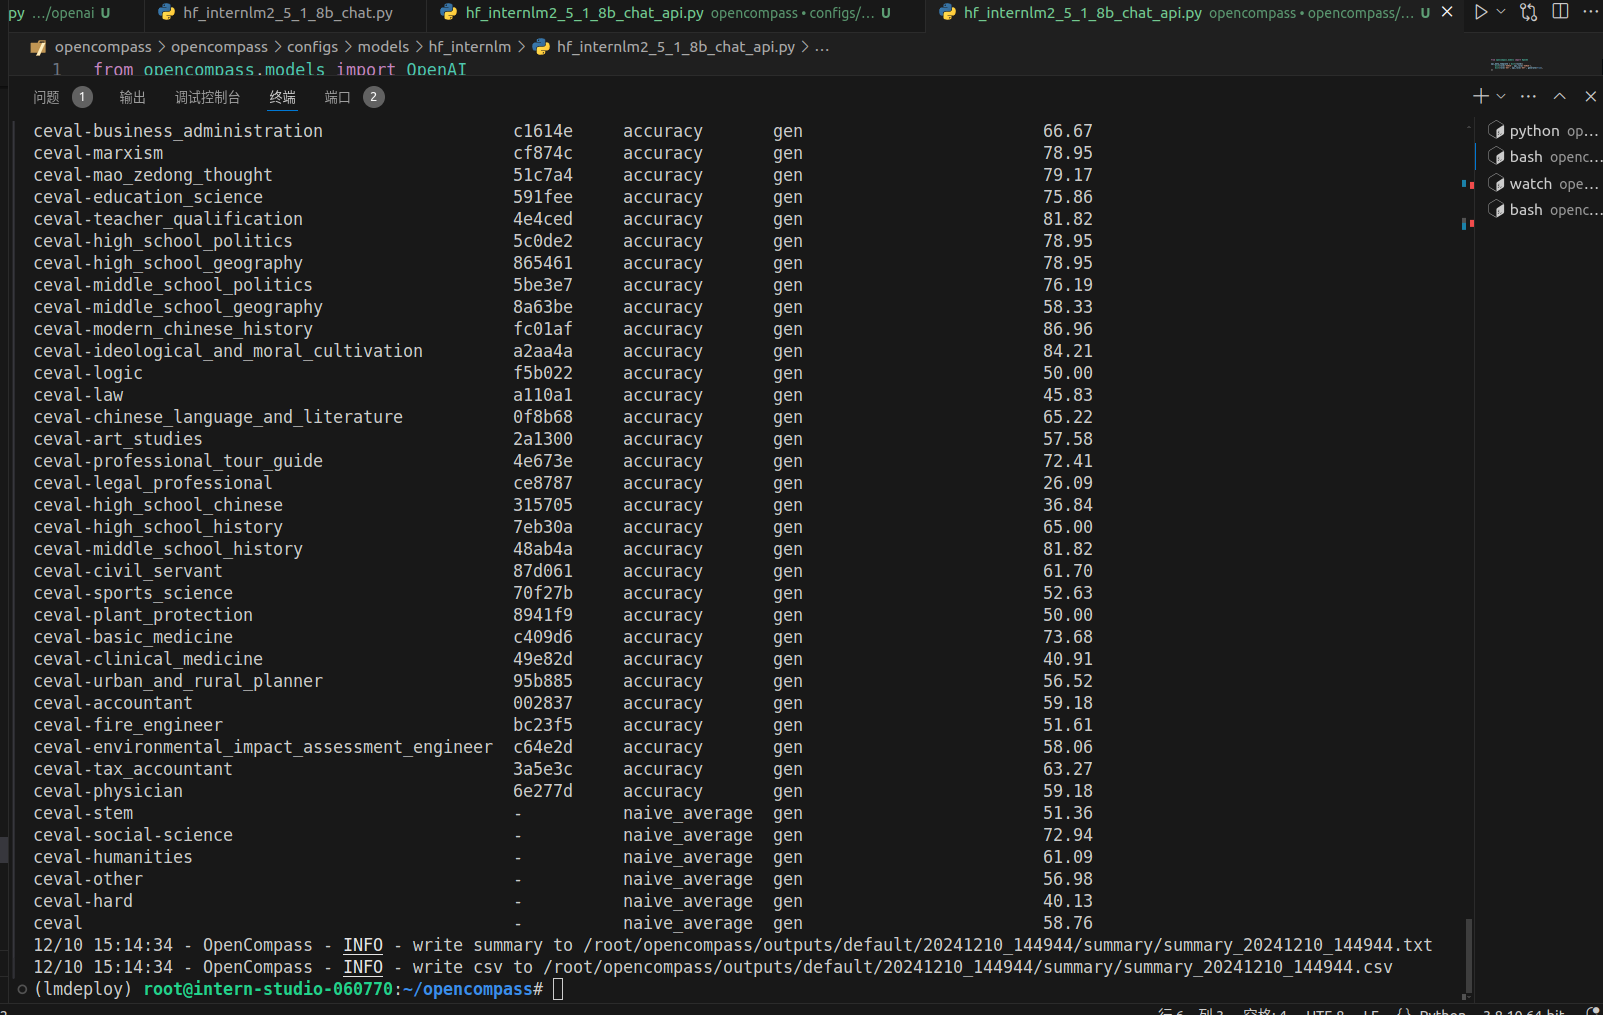 py .../openai U hf_internlm2_5_1_8b_chat.py hf_internlm2_5_1_8b_chat_api.py opencompass • configs/... U hf_internlm2_5_1_8b_chat_api.py opencompass • opencompass/... U
opencompass > opencompass > configs > models > hf_internlm > hf_internlm2_5_1_8b_chat_api.py > ...
1 from opencompass.models import OpenAI
问题 1 输出 调试控制台 终端 端口 2
ceval-business_administration c1614e accuracy gen 66.67
ceval-marxism cf874c accuracy gen 78.95
ceval-mao_zedong_thought 51c7a4 accuracy gen 79.17
ceval-education_science 591fee accuracy gen 75.86
ceval-teacher_qualification 4e4ced accuracy gen 81.82
ceval-high_school_politics 5c0de2 accuracy gen 78.95
ceval-high_school_geography 865461 accuracy gen 78.95
ceval-middle_school_politics 5be3e7 accuracy gen 76.19
ceval-middle_school_geography 8a63be accuracy gen 58.33
ceval-modern_chinese_history fc01af accuracy gen 86.96
ceval-ideological_and_moral_cultivation a2aa4a accuracy gen 84.21
ceval-logic f5b022 accuracy gen 50.00
ceval-law a110a1 accuracy gen 45.83
ceval-chinese_language_and_literature 0f8b68 accuracy gen 65.22
ceval-art_studies 2a1300 accuracy gen 57.58
ceval-professional_tour_guide 4e673e accuracy gen 72.41
ceval-legal_professional ce8787 accuracy gen 26.09
ceval-high_school_chinese 315705 accuracy gen 36.84
ceval-high_school_history 7eb30a accuracy gen 65.00
ceval-middle_school_history 48ab4a accuracy gen 81.82
ceval-civil_servant 87d061 accuracy gen 61.70
ceval-sports_science 70f27b accuracy gen 52.63
ceval-plant_protection 8941f9 accuracy gen 50.00
ceval-basic_medicine c409d6 accuracy gen 73.68
ceval-clinical_medicine 49e82d accuracy gen 40.91
ceval-urban_and_rural_planner 95b885 accuracy gen 56.52
ceval-accountant 002837 accuracy gen 59.18
ceval-fire_engineer bc23f5 accuracy gen 51.61
ceval-environmental_impact_assessment_engineer c64e2d accuracy gen 58.06
ceval-tax_accountant 3a5e3c accuracy gen 63.27
ceval-physician 6e277d accuracy gen 59.18
ceval-stem - naive_average gen 51.36
ceval-social-science - naive_average gen 72.94
ceval-humanities - naive_average gen 61.09
ceval-other - naive_average gen 56.98
ceval-hard - naive_average gen 40.13
ceval - naive_average gen 58.76
12/10 15:14:34 - OpenCompass - INFO - write summary to /root/opencompass/outputs/default/20241210_144944/summary/summary_20241210_144944.txt
12/10 15:14:34 - OpenCompass - INFO - write csv to /root/opencompass/outputs/default/20241210_144944/summary/summary_20241210_144944.csv
(lmdeploy) root@intern-studio-060770:~/opencompass#
python op...
bash openc...
watch ope...
bash openc...
行 6, 列 3 空格: 4 UTF-8 LF {} Python 3.8.10 64-bit